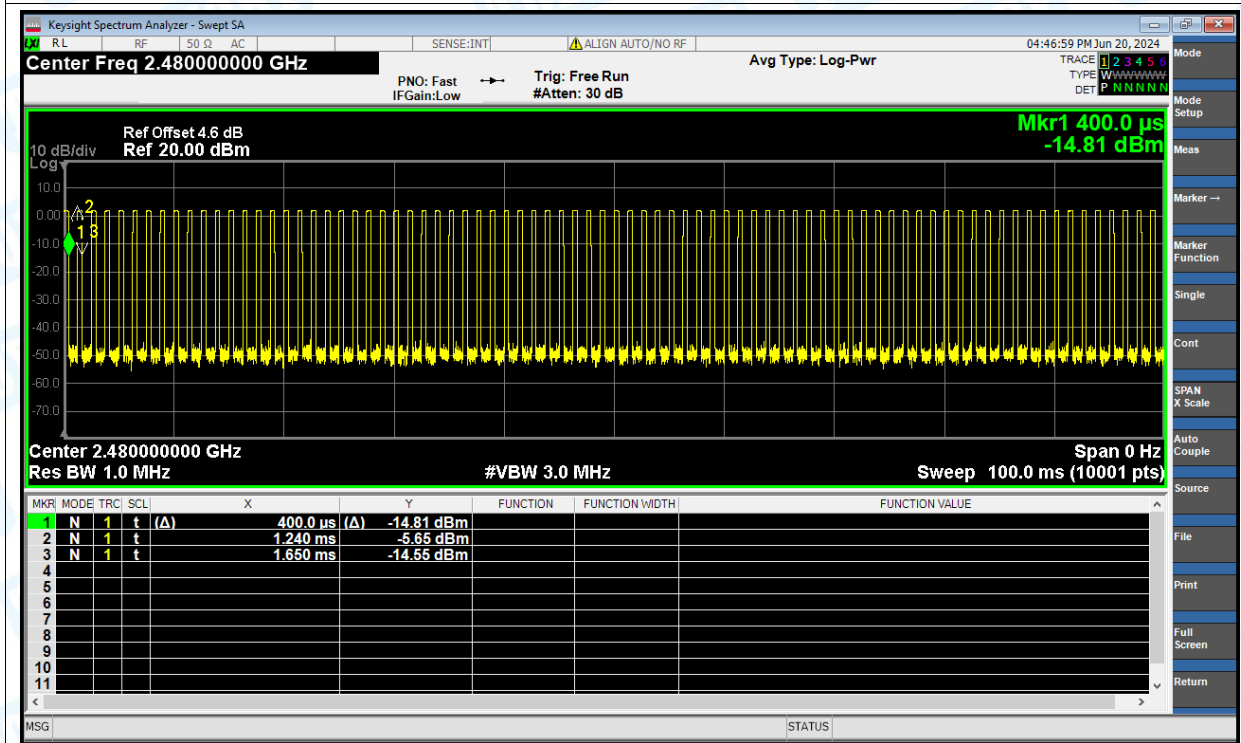 Keysight Spectrum Analyzer - Swept SA
LXI RL RF 50 Ω AC SENSE:INT ALIGN AUTO/NO RF 04:46:59 PM Jun 20, 2024
Center Freq 2.480000000 GHz
PNO: Fast
IFGain:Low
Trig: Free Run
#Atten: 30 dB
Avg Type: Log-Pwr
TRACE 1 2 3 4 5 6
TYPE WWWWWW
DET P N N N N N
Ref Offset 4.6 dB
10 dB/div Ref 20.00 dBm
Log
Mkr1 400.0 µs
-14.81 dBm
10.0
0.00
-10.0
-20.0
-30.0
-40.0
-50.0
-60.0
-70.0
2
1 3
Center 2.480000000 GHz Span 0 Hz
Res BW 1.0 MHz #VBW 3.0 MHz Sweep 100.0 ms (10001 pts)
MKR MODE TRC SCL X Y FUNCTION FUNCTION WIDTH FUNCTION VALUE
1 N 1 t (Δ) 400.0 µs (Δ) -14.81 dBm
2 N 1 t 1.240 ms -5.65 dBm
3 N 1 t 1.650 ms -14.55 dBm
4
5
6
7
8
9
10
11
MSG STATUS
Mode
Mode Setup
Meas
Marker→
Marker Function
Single
Cont
SPAN X Scale
Auto Couple
Source
File
Print
Full Screen
Return